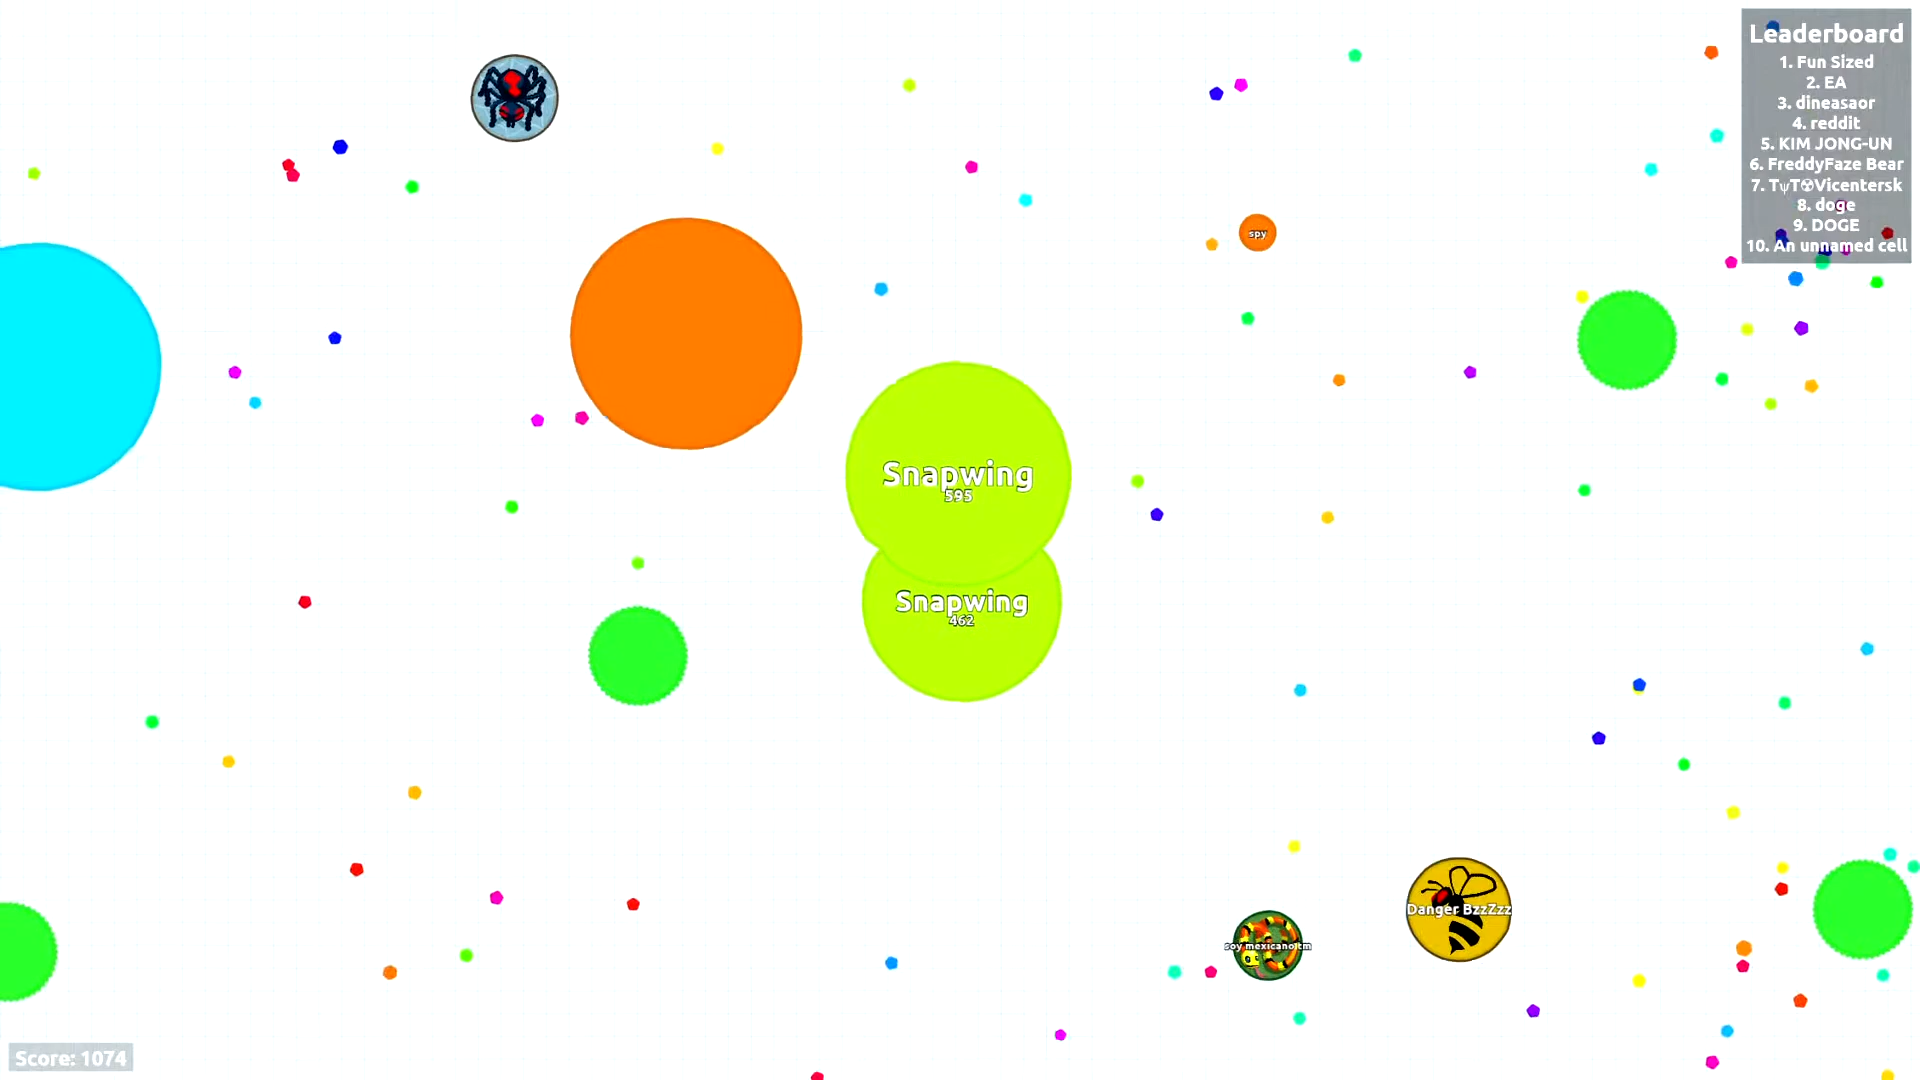 Leaderboard
1. Fun Sized
2. EA
3. dineasaor
4. reddit
5. KIM JONG-UN
6. FreddyFaze Bear
7. TψT☢Vicentersk
8. doge
9. DOGE
10. An unnamed cell
spy
Snapwing
595
Snapwing
462
Danger BzzZzz
soy mexicano tm
Score: 1074